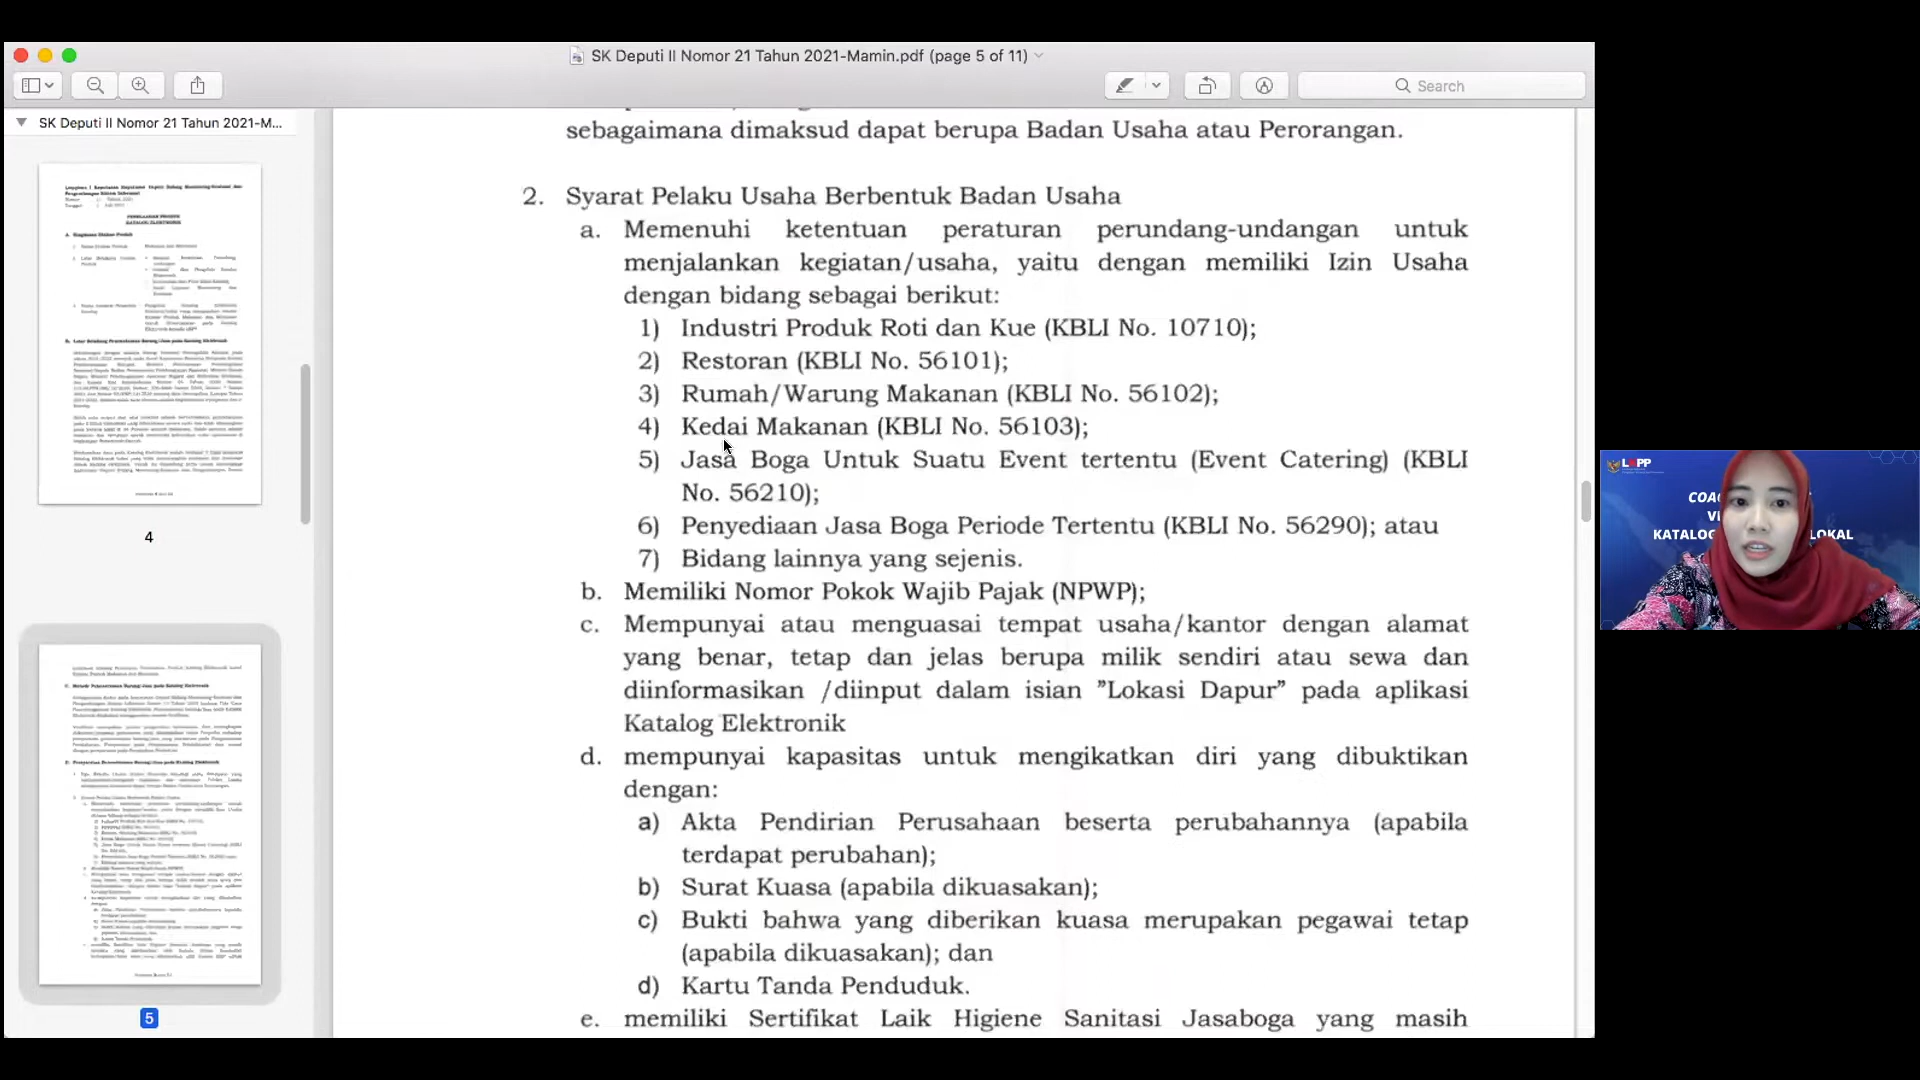 SK Deputi II Nomor 21 Tahun 2021-Mamin.pdf (page 5 of 11)
Search
SK Deputi II Nomor 21 Tahun 2021-M...
4
5
sebagaimana dimaksud dapat berupa Badan Usaha atau Perorangan.
2. Syarat Pelaku Usaha Berbentuk Badan Usaha
a. Memenuhi ketentuan peraturan perundang-undangan untuk
menjalankan kegiatan/usaha, yaitu dengan memiliki Izin Usaha
dengan bidang sebagai berikut:
1) Industri Produk Roti dan Kue (KBLI No. 10710);
2) Restoran (KBLI No. 56101);
3) Rumah/Warung Makanan (KBLI No. 56102);
4) Kedai Makanan (KBLI No. 56103);
5) Jasa Boga Untuk Suatu Event tertentu (Event Catering) (KBLI
No. 56210);
6) Penyediaan Jasa Boga Periode Tertentu (KBLI No. 56290); atau
7) Bidang lainnya yang sejenis.
b. Memiliki Nomor Pokok Wajib Pajak (NPWP);
c. Mempunyai atau menguasai tempat usaha/kantor dengan alamat
yang benar, tetap dan jelas berupa milik sendiri atau sewa dan
diinformasikan /diinput dalam isian ”Lokasi Dapur” pada aplikasi
Katalog Elektronik
d. mempunyai kapasitas untuk mengikatkan diri yang dibuktikan
dengan:
a) Akta Pendirian Perusahaan beserta perubahannya (apabila
terdapat perubahan);
b) Surat Kuasa (apabila dikuasakan);
c) Bukti bahwa yang diberikan kuasa merupakan pegawai tetap
(apabila dikuasakan); dan
d) Kartu Tanda Penduduk.
e. memiliki Sertifikat Laik Higiene Sanitasi Jasaboga yang masih
LKPP